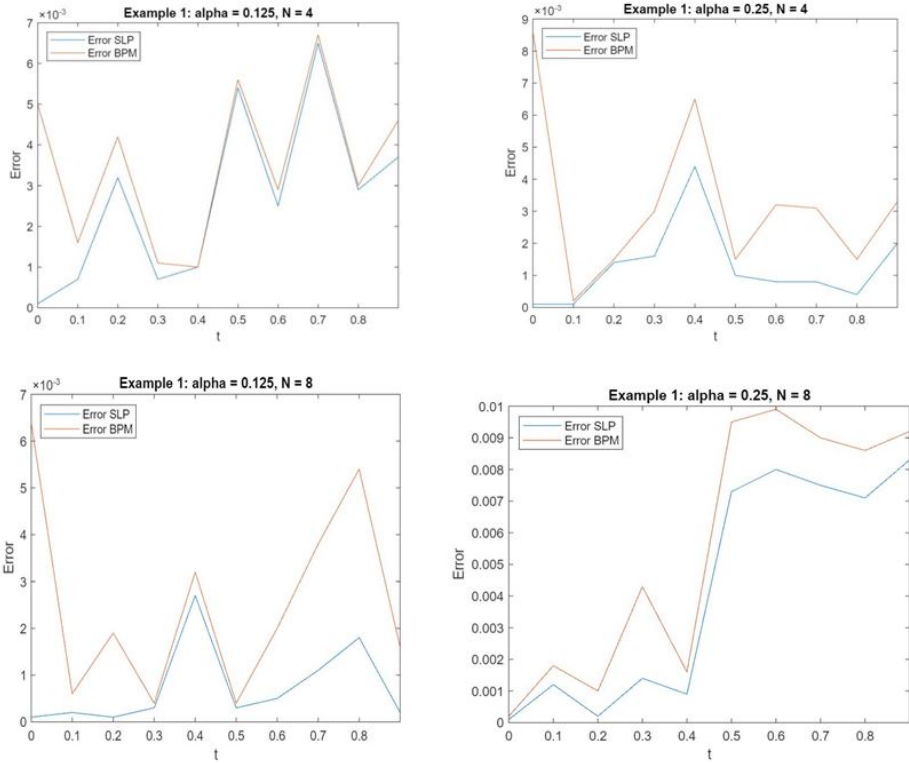 Example 1: alpha = 0.125, N = 4
×10⁻³
Error SLP
Error BPM
7
6
5
4
3
2
1
0
Error
0 0.1 0.2 0.3 0.4 0.5 0.6 0.7 0.8
t
Example 1: alpha = 0.25, N = 4
×10⁻³
Error SLP
Error BPM
9
8
7
6
5
4
3
2
1
0
Error
0 0.1 0.2 0.3 0.4 0.5 0.6 0.7 0.8
t
Example 1: alpha = 0.125, N = 8
×10⁻³
Error SLP
Error BPM
7
6
5
4
3
2
1
0
Error
0 0.1 0.2 0.3 0.4 0.5 0.6 0.7 0.8
t
Example 1: alpha = 0.25, N = 8
Error SLP
Error BPM
0.01
0.009
0.008
0.007
0.006
0.005
0.004
0.003
0.002
0.001
0
Error
0 0.1 0.2 0.3 0.4 0.5 0.6 0.7 0.8
t